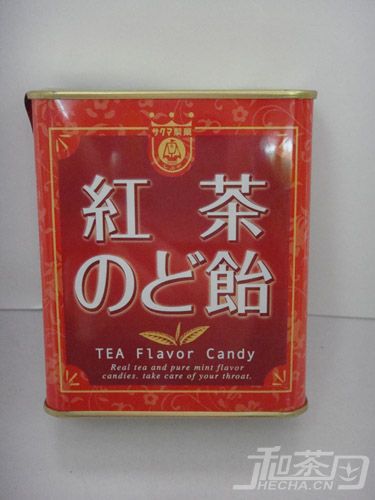 サクマ製菓
紅茶
のど飴
TEA Flavor Candy
Real tea and pure mint flavor
candies. take care of your throat.
和茶网
HECHA.CN